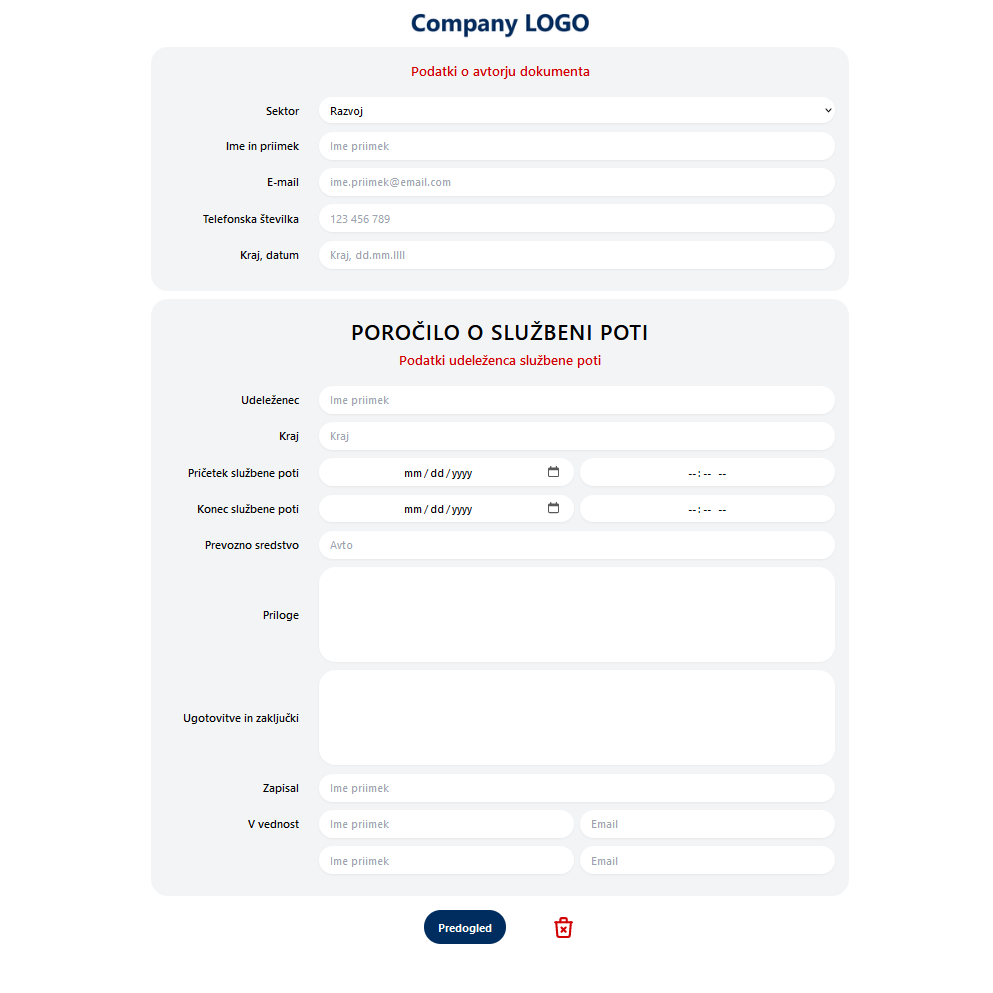 Company LOGO
Podatki o avtorju dokumenta
Sektor Razvoj
Ime in priimek Ime priimek
E-mail ime.priimek@email.com
Telefonska številka 123 456 789
Kraj, datum Kraj, dd.mm.llll
POROČILO O SLUŽBENI POTI
Podatki udeleženca službene poti
Udeleženec Ime priimek
Kraj Kraj
Pričetek službene poti mm/dd/yyyy --:-- --
Konec službene poti mm/dd/yyyy --:-- --
Prevozno sredstvo Avto
Priloge
Ugotovitve in zaključki
Zapisal Ime priimek
V vednost Ime priimek Email
Ime priimek Email
Predogled